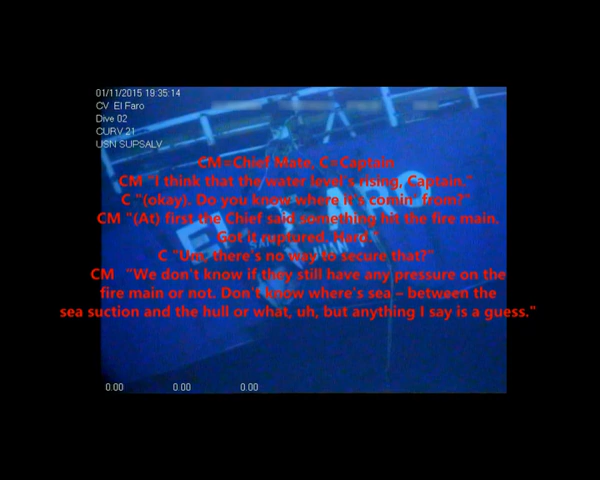 01/11/2015 19:35:14
CV El Faro
Dive 02
CURV 21
USN SUPSALV
CM=Chief Mate, C=Captain
CM "I think that the water level's rising, Captain."
C "(okay). Do you know where it's comin' from?"
CM "(At) first the Chief said something hit the fire main.
Got it ruptured. Hard."
C "Um, there's no way to secure that?"
CM "We don't know if they still have any pressure on the
fire main or not. Don't know where's sea – between the
sea suction and the hull or what, uh, but anything I say is a guess."
EL FARO
SAN JUAN
0.00 0.00 0.00